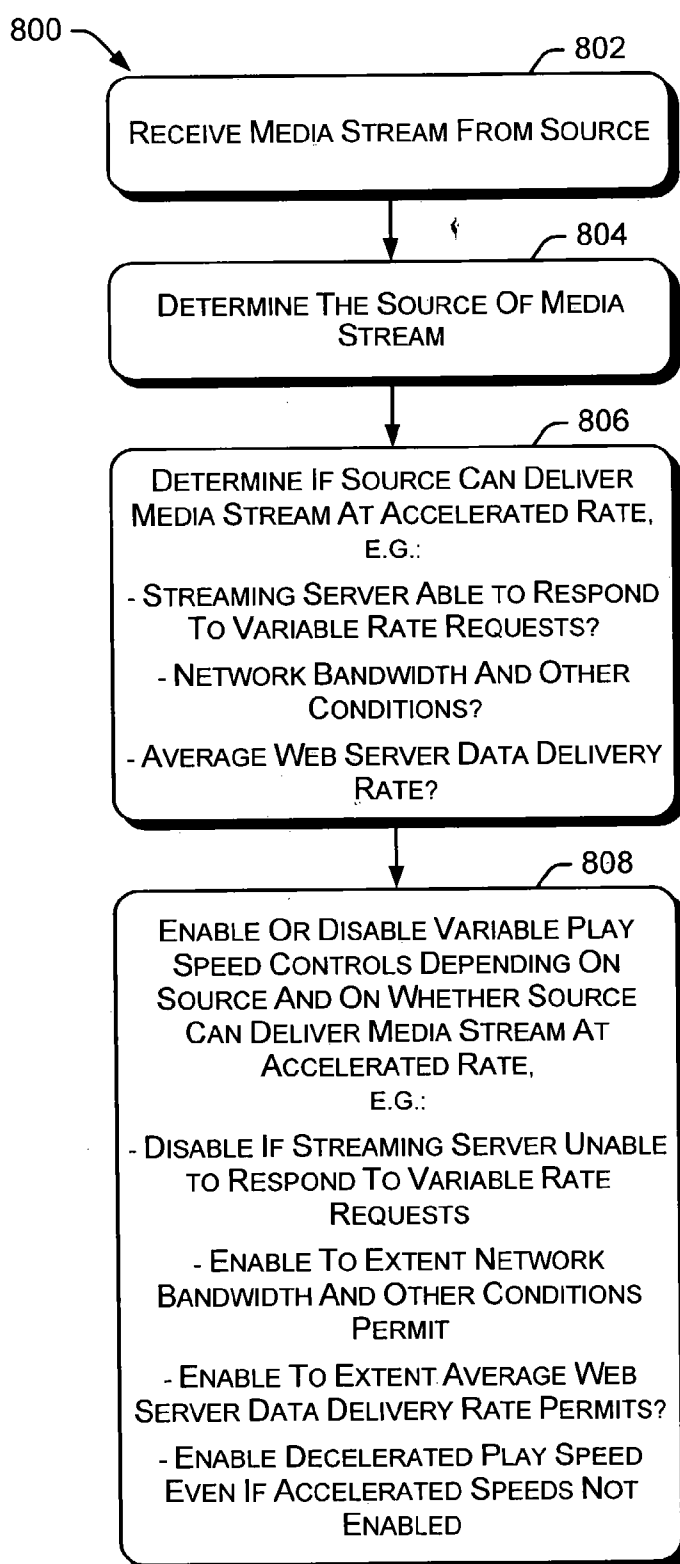 800
802
RECEIVE MEDIA STREAM FROM SOURCE
804
DETERMINE THE SOURCE OF MEDIA
STREAM
806
DETERMINE IF SOURCE CAN DELIVER
MEDIA STREAM AT ACCELERATED RATE,
E.G.:
- STREAMING SERVER ABLE TO RESPOND
TO VARIABLE RATE REQUESTS?
- NETWORK BANDWIDTH AND OTHER
CONDITIONS?
- AVERAGE WEB SERVER DATA DELIVERY
RATE?
808
ENABLE OR DISABLE VARIABLE PLAY
SPEED CONTROLS DEPENDING ON
SOURCE AND ON WHETHER SOURCE
CAN DELIVER MEDIA STREAM AT
ACCELERATED RATE,
E.G.:
- DISABLE IF STREAMING SERVER UNABLE
TO RESPOND TO VARIABLE RATE
REQUESTS
- ENABLE TO EXTENT NETWORK
BANDWIDTH AND OTHER CONDITIONS
PERMIT
- ENABLE TO EXTENT AVERAGE WEB
SERVER DATA DELIVERY RATE PERMITS?
- ENABLE DECELERATED PLAY SPEED
EVEN IF ACCELERATED SPEEDS NOT
ENABLED